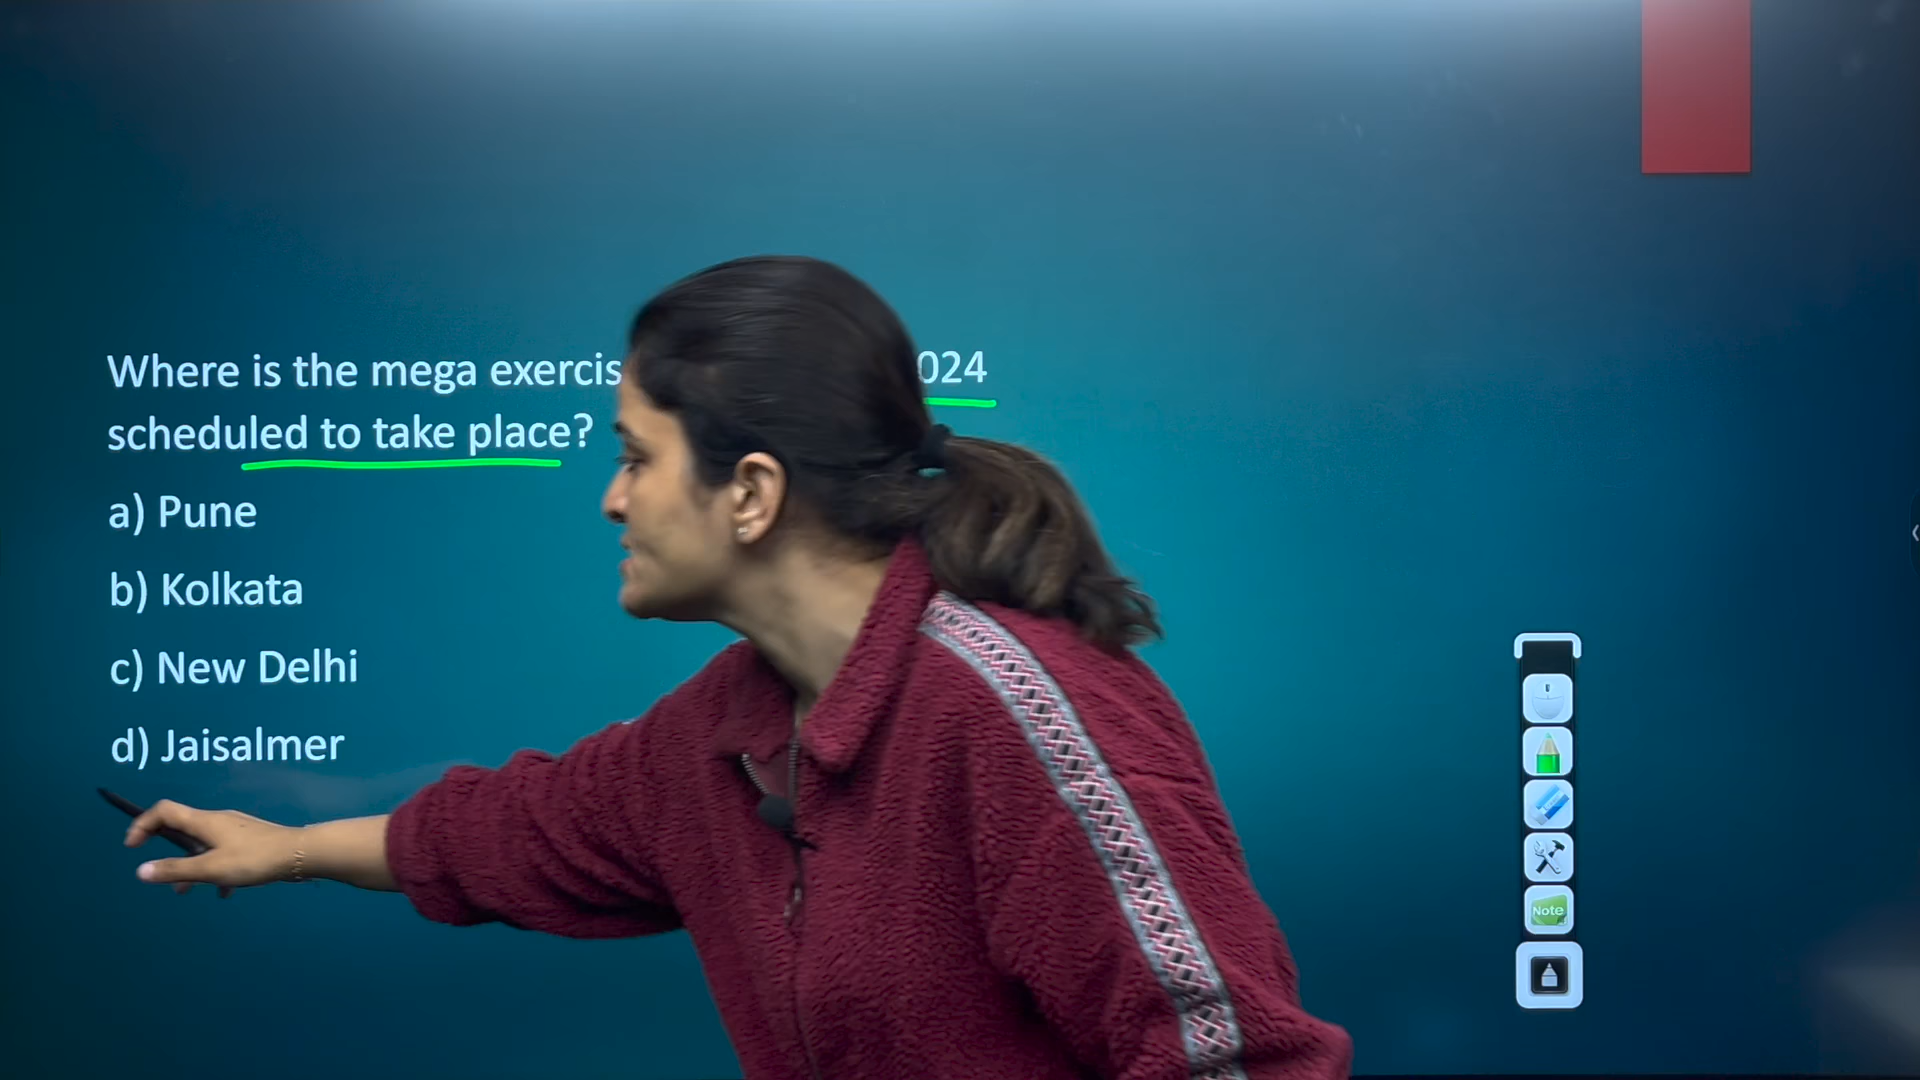 Where is the mega exercis 024
scheduled to take place?
a) Pune
b) Kolkata
c) New Delhi
d) Jaisalmer
Note